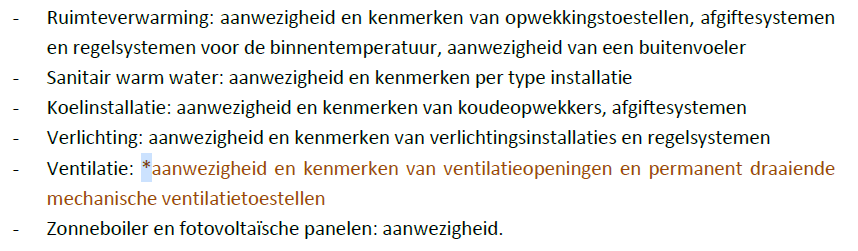 - Ruimteverwarming: aanwezigheid en kenmerken van opwekkingstoestellen, afgiftesystemen
en regelsystemen voor de binnentemperatuur, aanwezigheid van een buitenvoeler
- Sanitair warm water: aanwezigheid en kenmerken per type installatie
- Koelinstallatie: aanwezigheid en kenmerken van koudeopwekkers, afgiftesystemen
- Verlichting: aanwezigheid en kenmerken van verlichtingsinstallaties en regelsystemen
- Ventilatie: *aanwezigheid en kenmerken van ventilatieopeningen en permanent draaiende
mechanische ventilatietoestellen
- Zonneboiler en fotovoltaïsche panelen: aanwezigheid.